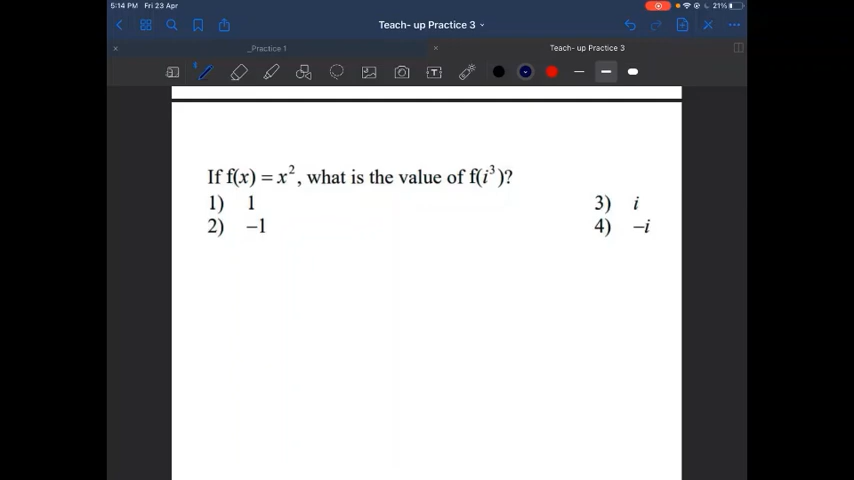 5:14 PM Fri 23 Apr
21%
Teach- up Practice 3
_Practice 1
Teach- up Practice 3
If f(x) = x², what is the value of f(i³)?
1) 1
3) i
2) −1
4) −i